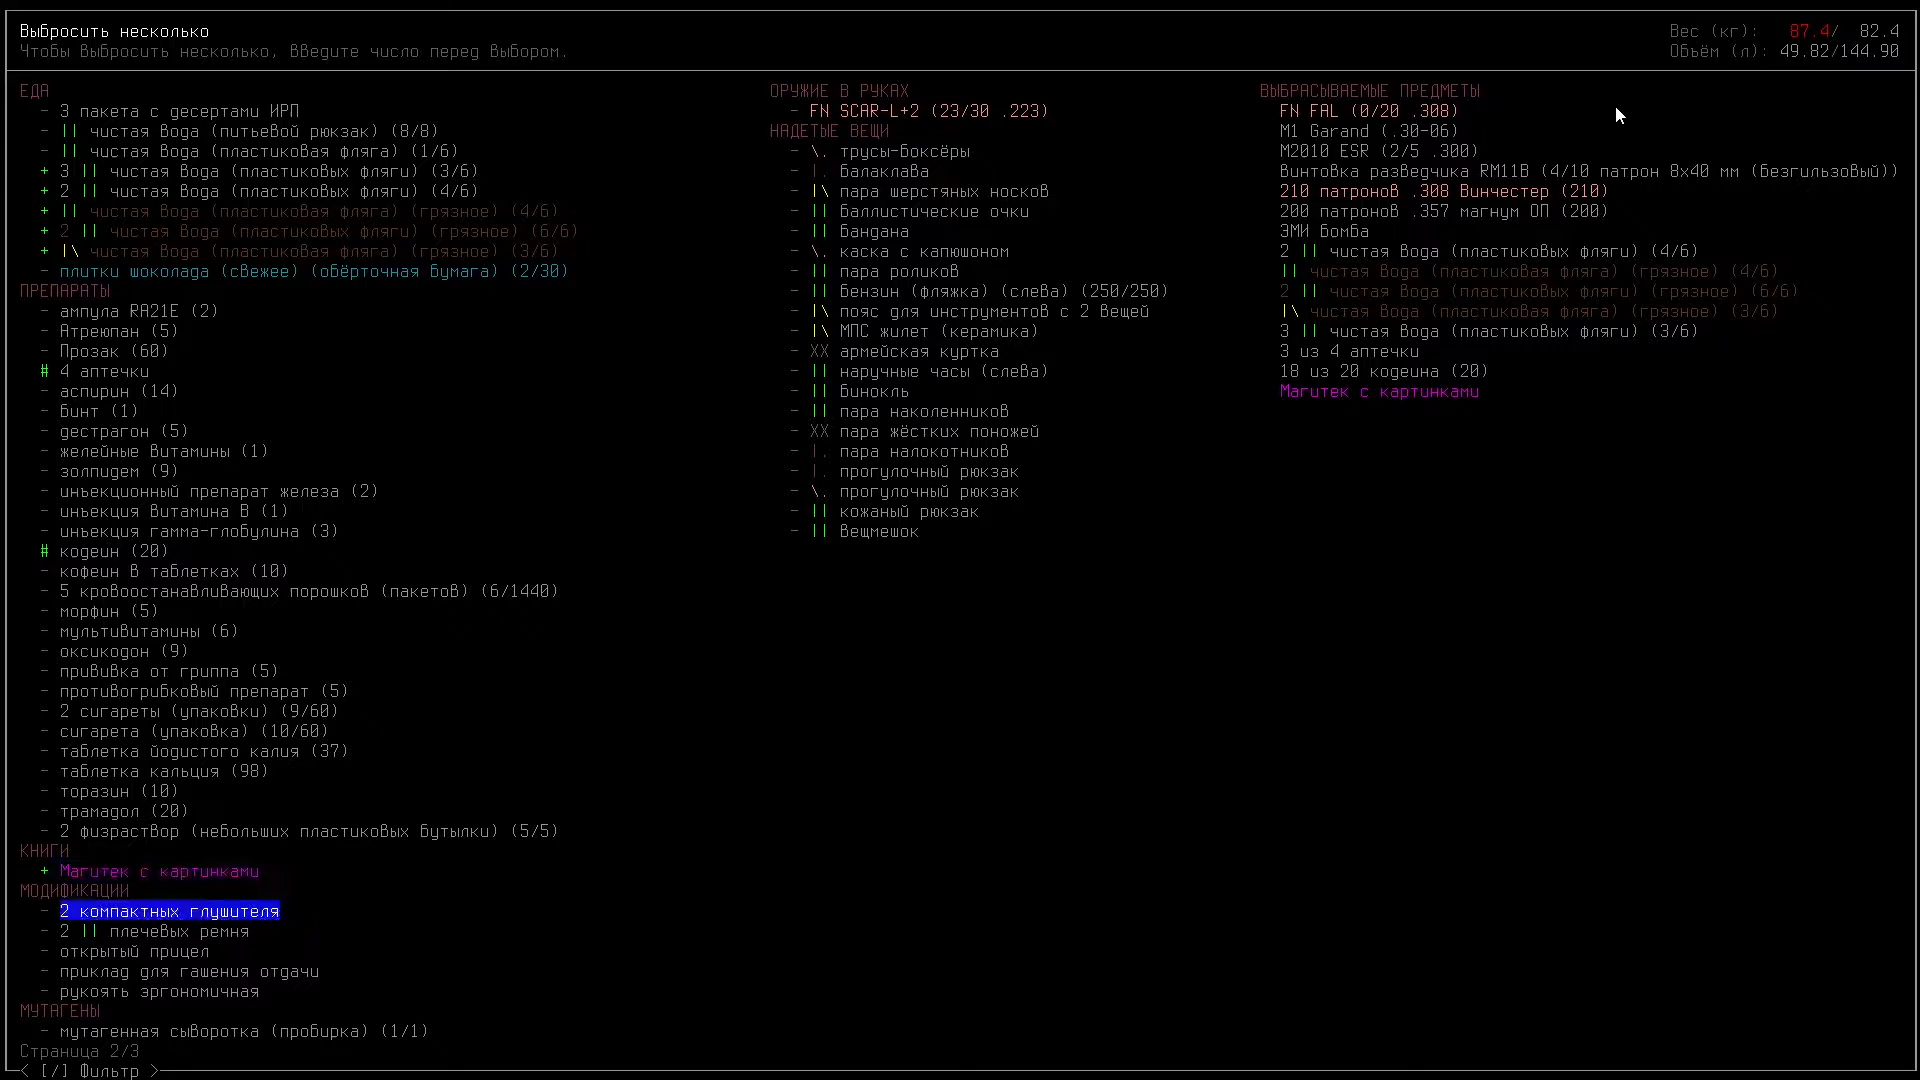 Выбросить несколько
Чтобы выбросить несколько, введите число перед выбором.
Вес (кг): 87.4/ 82.4
Объём (л): 49.82/144.90
ЕДА
- 3 пакета с десертами ИРП
- || чистая вода (питьевой рюкзак) (8/8)
- || чистая вода (пластиковая фляга) (1/6)
+ 3 || чистая вода (пластиковых фляги) (3/6)
+ 2 || чистая вода (пластиковых фляги) (4/6)
+ || чистая вода (пластиковая фляга) (грязное) (4/6)
+ 2 || чистая вода (пластиковых фляги) (грязное) (6/6)
+ |\ чистая вода (пластиковая фляга) (грязное) (3/6)
- плитки шоколада (свежее) (обёрточная бумага) (2/30)
ПРЕПАРАТЫ
- ампула RA21E (2)
- Атреюпан (5)
- Прозак (60)
# 4 аптечки
- аспирин (14)
- бинт (1)
- дестрагон (5)
- желейные витамины (1)
- золпидем (9)
- инъекционный препарат железа (2)
- инъекция витамина B (1)
- инъекция гамма-глобулина (3)
# кодеин (20)
- кофеин в таблетках (10)
- 5 кровоостанавливающих порошков (пакетов) (6/1440)
- морфин (5)
- мультивитамины (6)
- оксикодон (9)
- прививка от гриппа (5)
- противогрибковый препарат (5)
- 2 сигареты (упаковки) (9/60)
- сигарета (упаковка) (10/60)
- таблетка йодистого калия (37)
- таблетка кальция (98)
- торазин (10)
- трамадол (20)
- 2 физраствор (небольших пластиковых бутылки) (5/5)
КНИГИ
+ Магитек с картинками
МОДИФИКАЦИИ
- 2 компактных глушителя
- 2 || плечевых ремня
- открытый прицел
- приклад для гашения отдачи
- рукоять эргономичная
МУТАГЕНЫ
- мутагенная сыворотка (пробирка) (1/1)
Страница 2/3
< [/] Фильтр >
ОРУЖИЕ В РУКАХ
- FN SCAR-L+2 (23/30 .223)
НАДЕТЫЕ ВЕЩИ
- \. трусы-боксёры
- |. балаклава
- |\ пара шерстяных носков
- || баллистические очки
- || бандана
- \. каска с капюшоном
- || пара роликов
- || бензин (фляжка) (слева) (250/250)
- |\ пояс для инструментов с 2 вещей
- |\ МПС жилет (керамика)
- XX армейская куртка
- || наручные часы (слева)
- || бинокль
- || пара наколенников
- XX пара жёстких поножей
- |. пара налокотников
- |. прогулочный рюкзак
- \. прогулочный рюкзак
- || кожаный рюкзак
- || вещмешок
ВЫБРАСЫВАЕМЫЕ ПРЕДМЕТЫ
FN FAL (0/20 .308)
M1 Garand (.30-06)
M2010 ESR (2/5 .300)
Винтовка разведчика RM11B (4/10 патрон 8x40 мм (безгильзовый))
210 патронов .308 Винчестер (210)
200 патронов .357 магнум ОП (200)
ЭМИ бомба
2 || чистая вода (пластиковых фляги) (4/6)
|| чистая вода (пластиковая фляга) (грязное) (4/6)
2 || чистая вода (пластиковых фляги) (грязное) (6/6)
|\ чистая вода (пластиковая фляга) (грязное) (3/6)
3 || чистая вода (пластиковых фляги) (3/6)
3 из 4 аптечки
18 из 20 кодеина (20)
Магитек с картинками